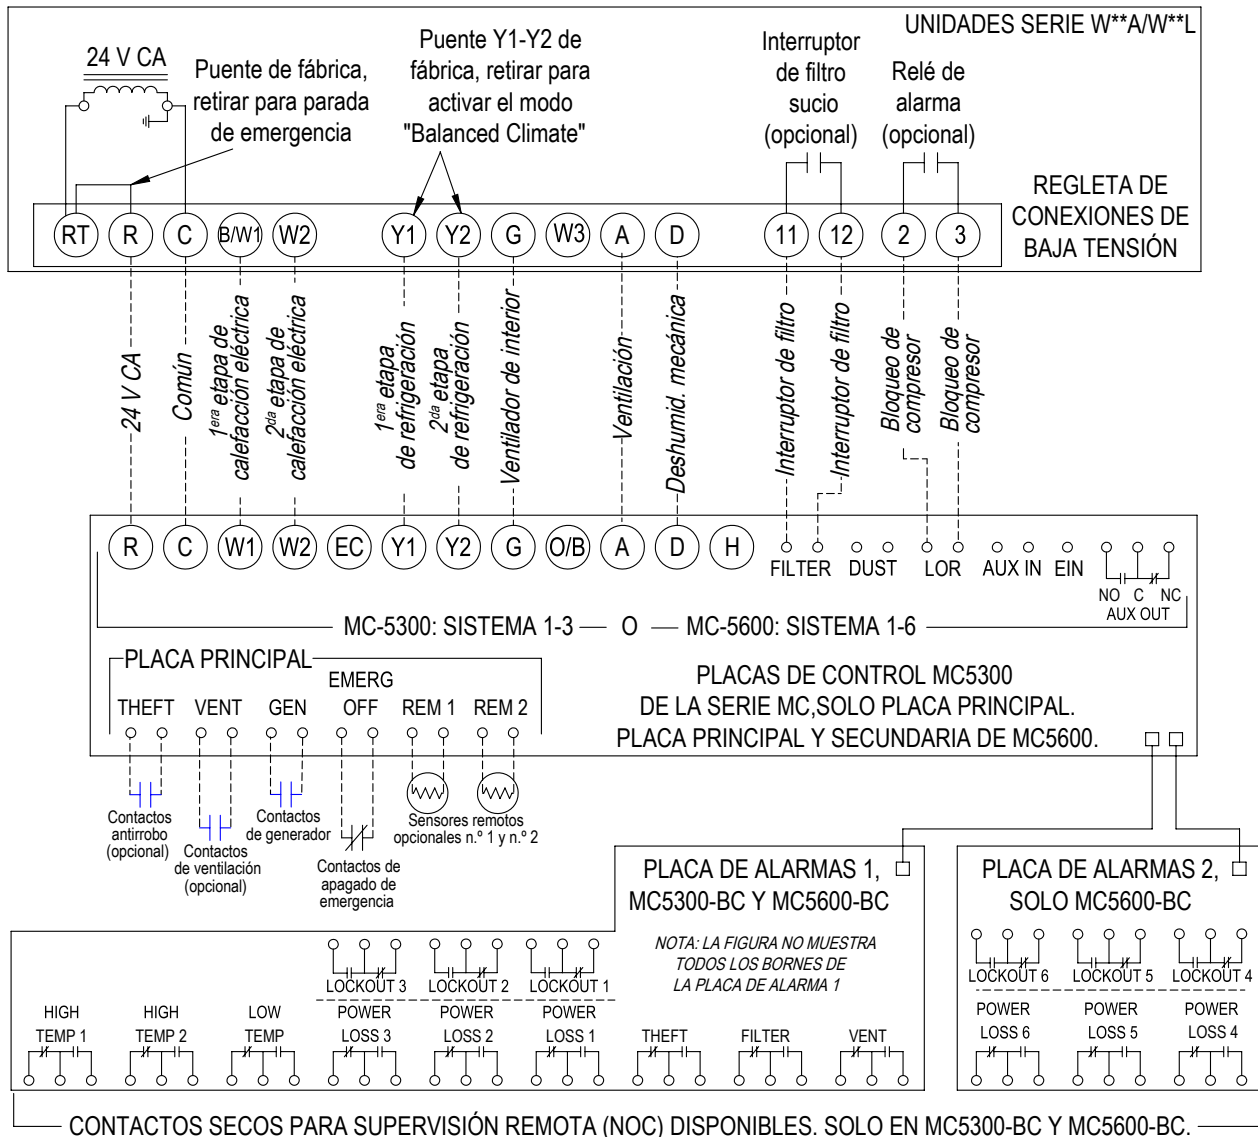 UNIDADES SERIE W**A/W**L
24 V CA
Puente de fábrica,
retirar para parada
de emergencia
Puente Y1-Y2 de
fábrica, retirar para
activar el modo
"Balanced Climate"
Interruptor
de filtro
sucio
(opcional)
Relé de
alarma
(opcional)
REGLETA DE
CONEXIONES DE
BAJA TENSIÓN
RT R C B/W1 W2 Y1 Y2 G W3 A D 11 12 2 3
24 V CA
Común
1era etapa de
calefacción eléctrica
2da etapa de
calefacción eléctrica
1era etapa
de refrigeración
2da etapa
de refrigeración
Ventilador de interior
Ventilación
Deshumid. mecánica
Interruptor de filtro
Interruptor de filtro
Bloqueo de
compresor
Bloqueo de
compresor
R C W1 W2 EC Y1 Y2 G O/B A D H
FILTER DUST LOR AUX IN EIN
NO C NC
AUX OUT
MC-5300: SISTEMA 1-3 O MC-5600: SISTEMA 1-6
PLACA PRINCIPAL
THEFT VENT GEN EMERG
OFF REM 1 REM 2
PLACAS DE CONTROL MC5300
DE LA SERIE MC,SOLO PLACA PRINCIPAL.
PLACA PRINCIPAL Y SECUNDARIA DE MC5600.
Contactos
antirrobo
(opcional)
Contactos
de ventilación
(opcional)
Contactos
de generador
Contactos de
apagado de
emergencia
Sensores remotos
opcionales n.º 1 y n.º 2
PLACA DE ALARMAS 1,
MC5300-BC Y MC5600-BC
NOTA: LA FIGURA NO MUESTRA
TODOS LOS BORNES DE
LA PLACA DE ALARMA 1
LOCKOUT 3 LOCKOUT 2 LOCKOUT 1
HIGH
TEMP 1
HIGH
TEMP 2
LOW
TEMP
POWER
LOSS 3
POWER
LOSS 2
POWER
LOSS 1
THEFT
FILTER
VENT
PLACA DE ALARMAS 2,
SOLO MC5600-BC
LOCKOUT 6 LOCKOUT 5 LOCKOUT 4
POWER
LOSS 6
POWER
LOSS 5
POWER
LOSS 4
CONTACTOS SECOS PARA SUPERVISIÓN REMOTA (NOC) DISPONIBLES. SOLO EN MC5300-BC Y MC5600-BC.